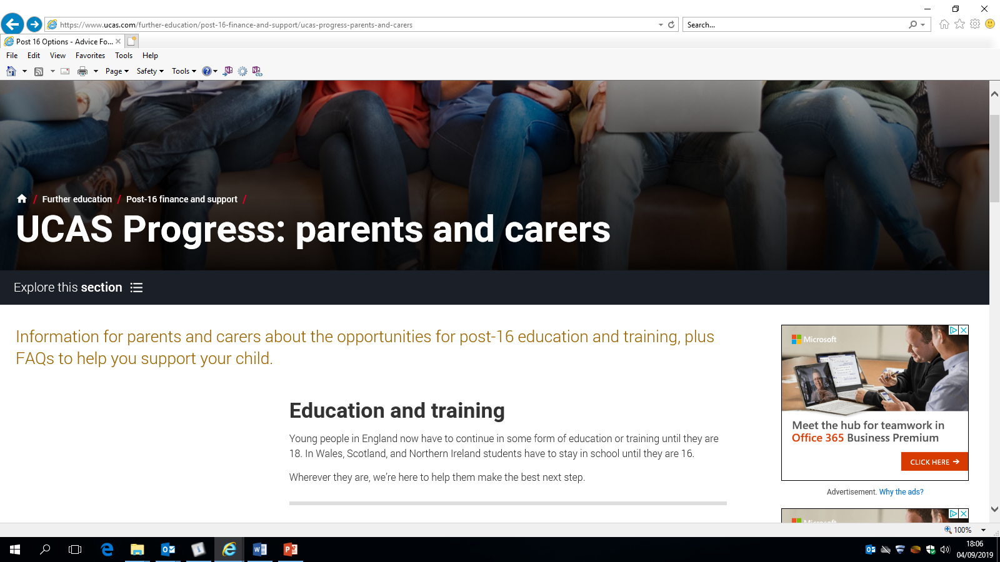 https://www.ucas.com/further-education/post-16-finance-and-support/ucas-progress-parents-and-carers
Search...
Post 16 Options - Advice Fo...
File Edit View Favorites Tools Help
Page Safety Tools
Further education / Post-16 finance and support /
UCAS Progress: parents and carers
Explore this section
Information for parents and carers about the opportunities for post-16 education and training, plus
FAQs to help you support your child.
Education and training
Young people in England now have to continue in some form of education or training until they are
18. In Wales, Scotland, and Northern Ireland students have to stay in school until they are 16.
Wherever they are, we're here to help them make the best next step.
Microsoft
Meet the hub for teamwork in
Office 365 Business Premium
CLICK HERE →
Advertisement. Why the ads?
Microsoft
100%
18:06
04/09/2019